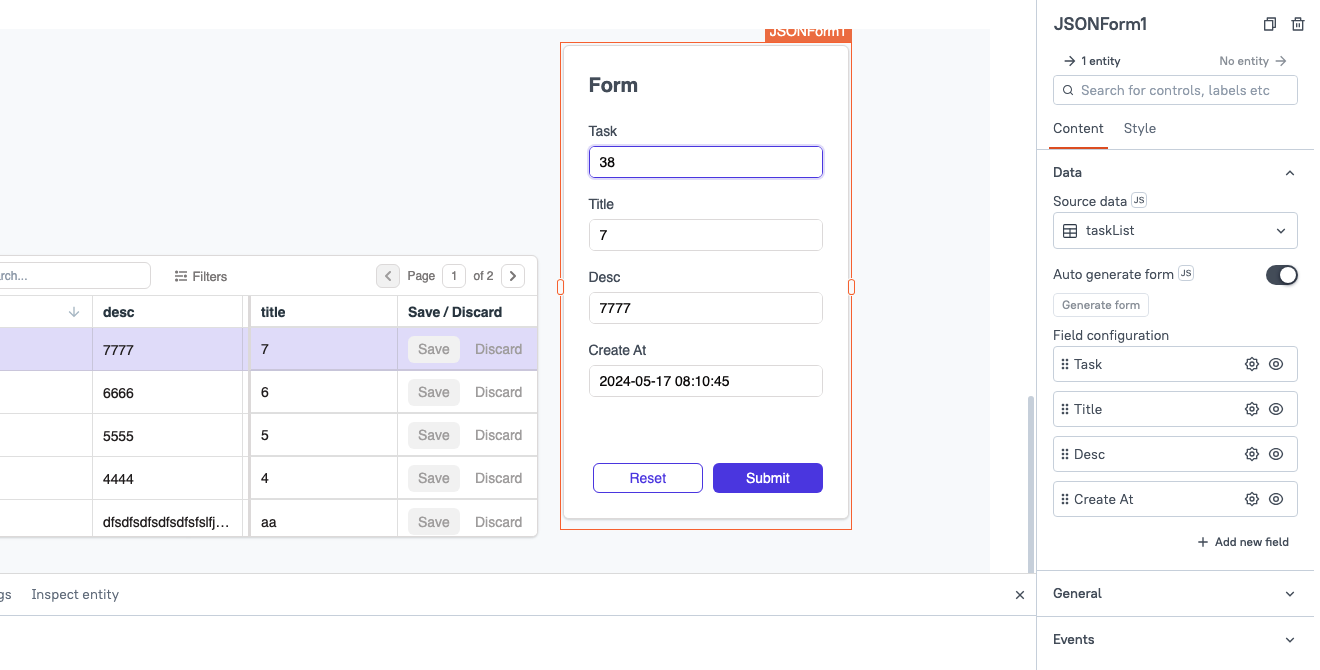 JSONForm1
Form
Task
38
Title
7
Desc
7777
Create At
2024-05-17 08:10:45
Reset Submit
rch...
Filters
Page 1 of 2
desc title Save / Discard
7777 7 Save Discard
6666 6 Save Discard
5555 5 Save Discard
4444 4 Save Discard
dfsdfsdfsdfsdfsfslfj... aa Save Discard
gs Inspect entity
JSONForm1
1 entity No entity
Search for controls, labels etc
Content Style
Data
Source data JS
taskList
Auto generate form JS
Generate form
Field configuration
Task
Title
Desc
Create At
Add new field
General
Events